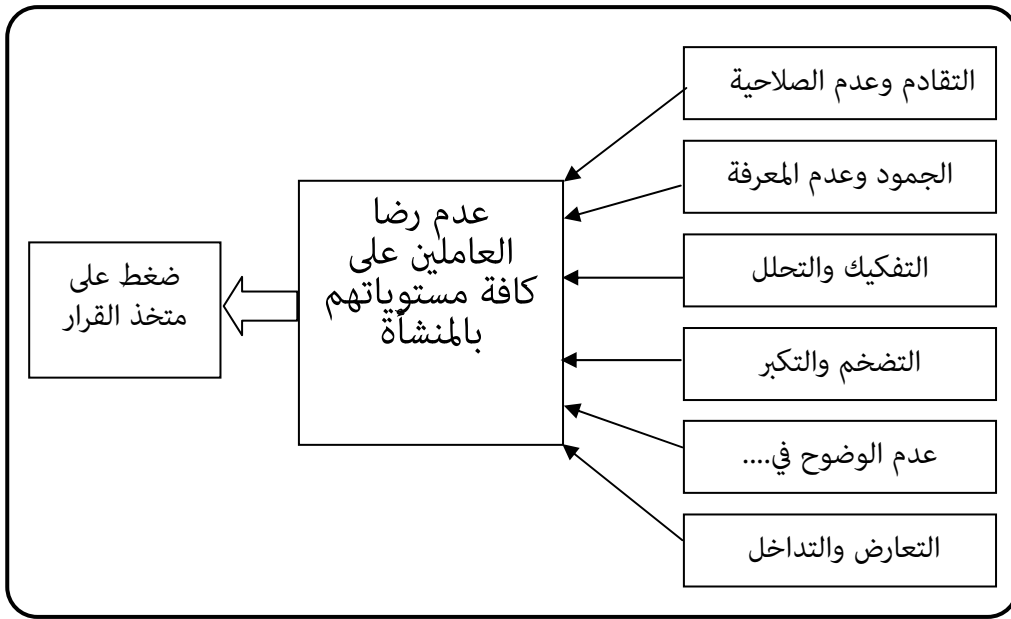 التقادم وعدم الصلاحية
الجمود وعدم المعرفة
التفكيك والتحلل
التضخم والتكبر
عدم الوضوح في....
التعارض والتداخل
عدم رضا
العاملين على
كافة مستوياتهم
بالمنشأة
ضغط على
متخذ القرار